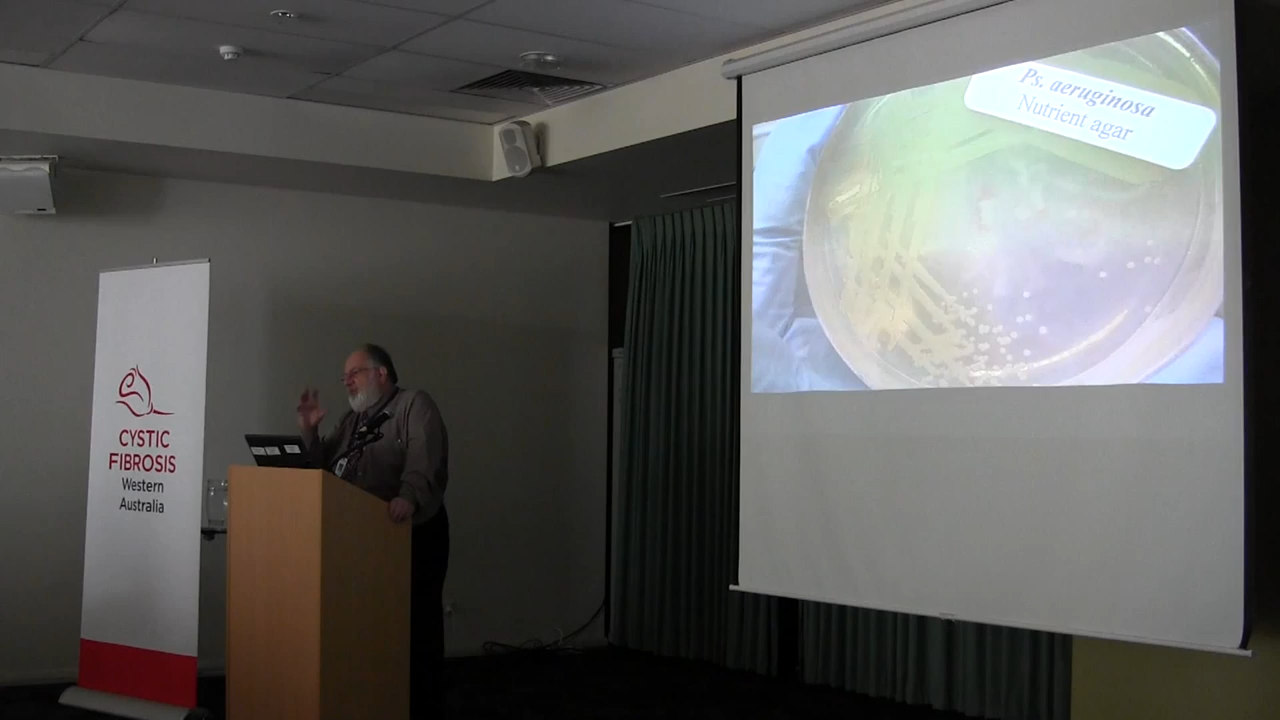 Ps. aeruginosa
Nutrient agar
CYSTIC
FIBROSIS
Western
Australia